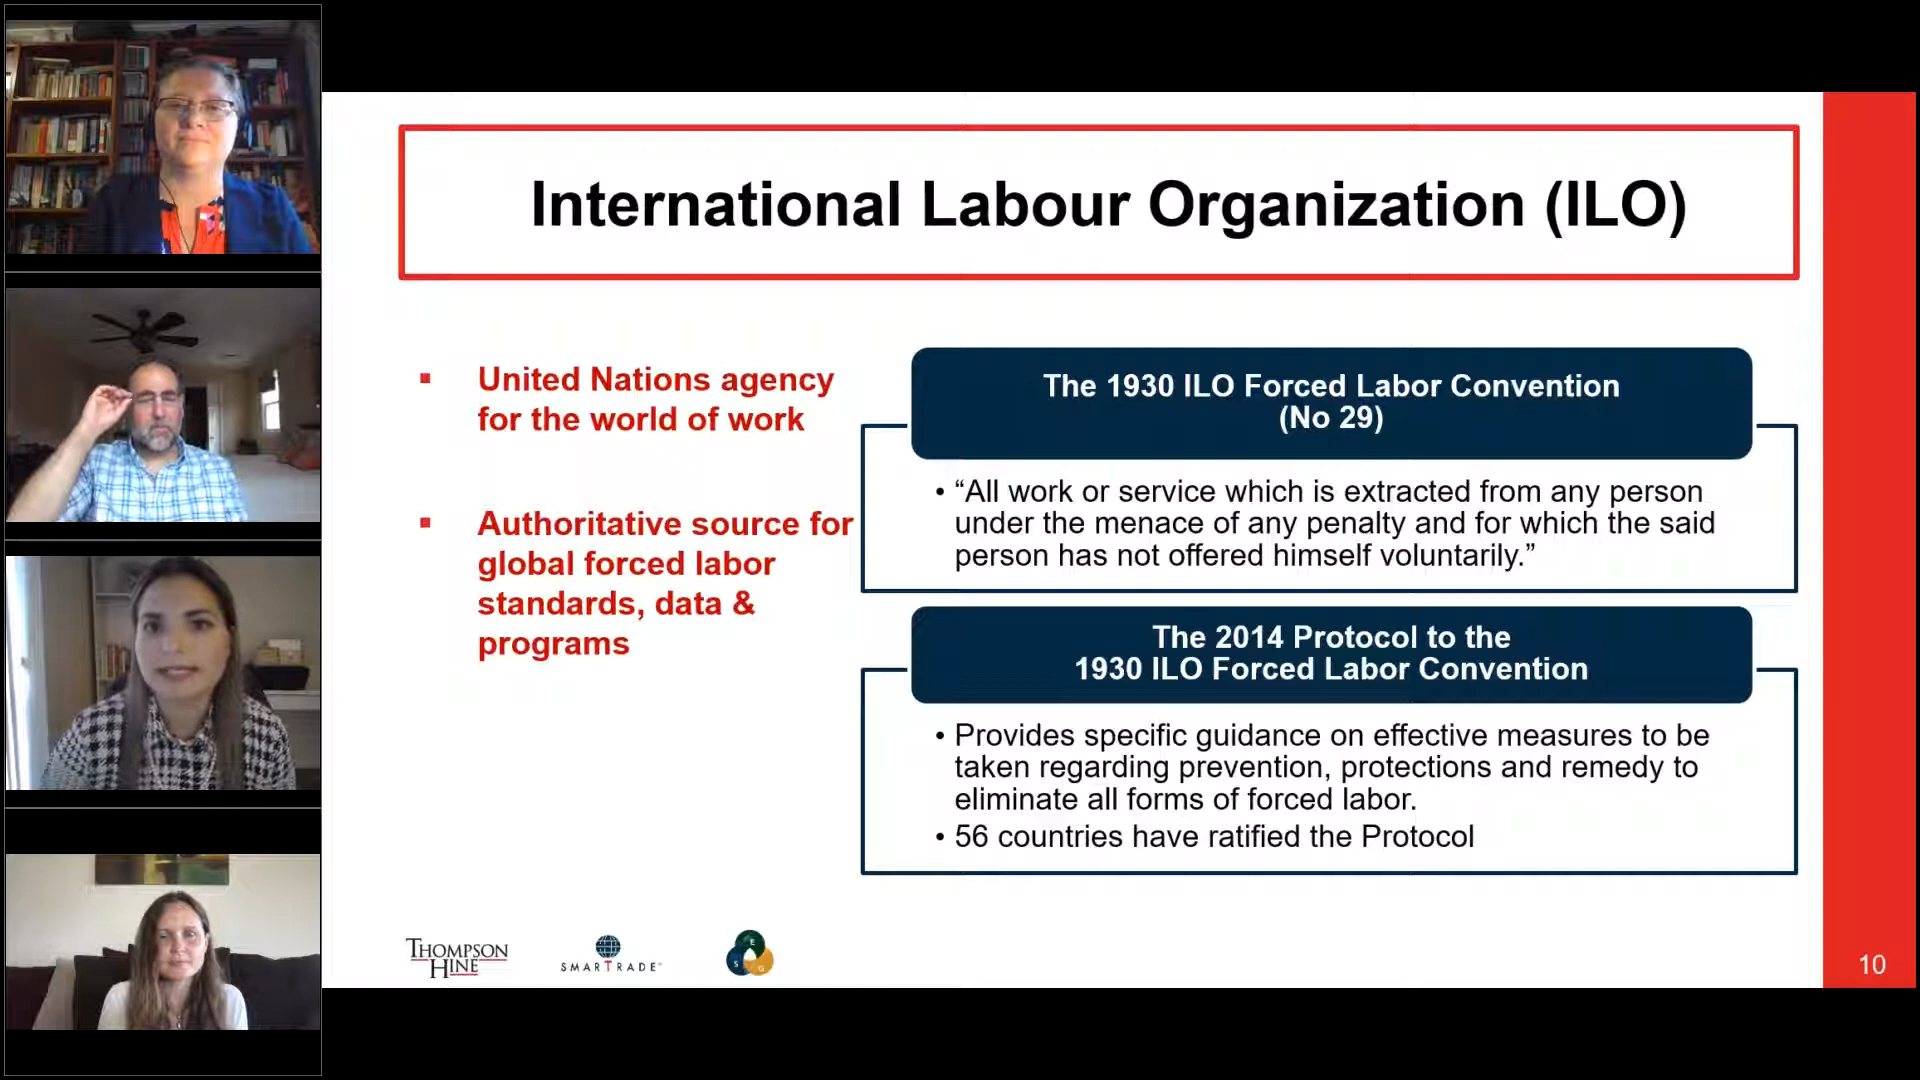 International Labour Organization (ILO)
▪ United Nations agency
for the world of work
▪ Authoritative source for
global forced labor
standards, data &
programs
The 1930 ILO Forced Labor Convention
(No 29)
• “All work or service which is extracted from any person
under the menace of any penalty and for which the said
person has not offered himself voluntarily.”
The 2014 Protocol to the
1930 ILO Forced Labor Convention
• Provides specific guidance on effective measures to be
taken regarding prevention, protections and remedy to
eliminate all forms of forced labor.
• 56 countries have ratified the Protocol
THOMPSON
HINE
SMARTRADE™
E
S G
10